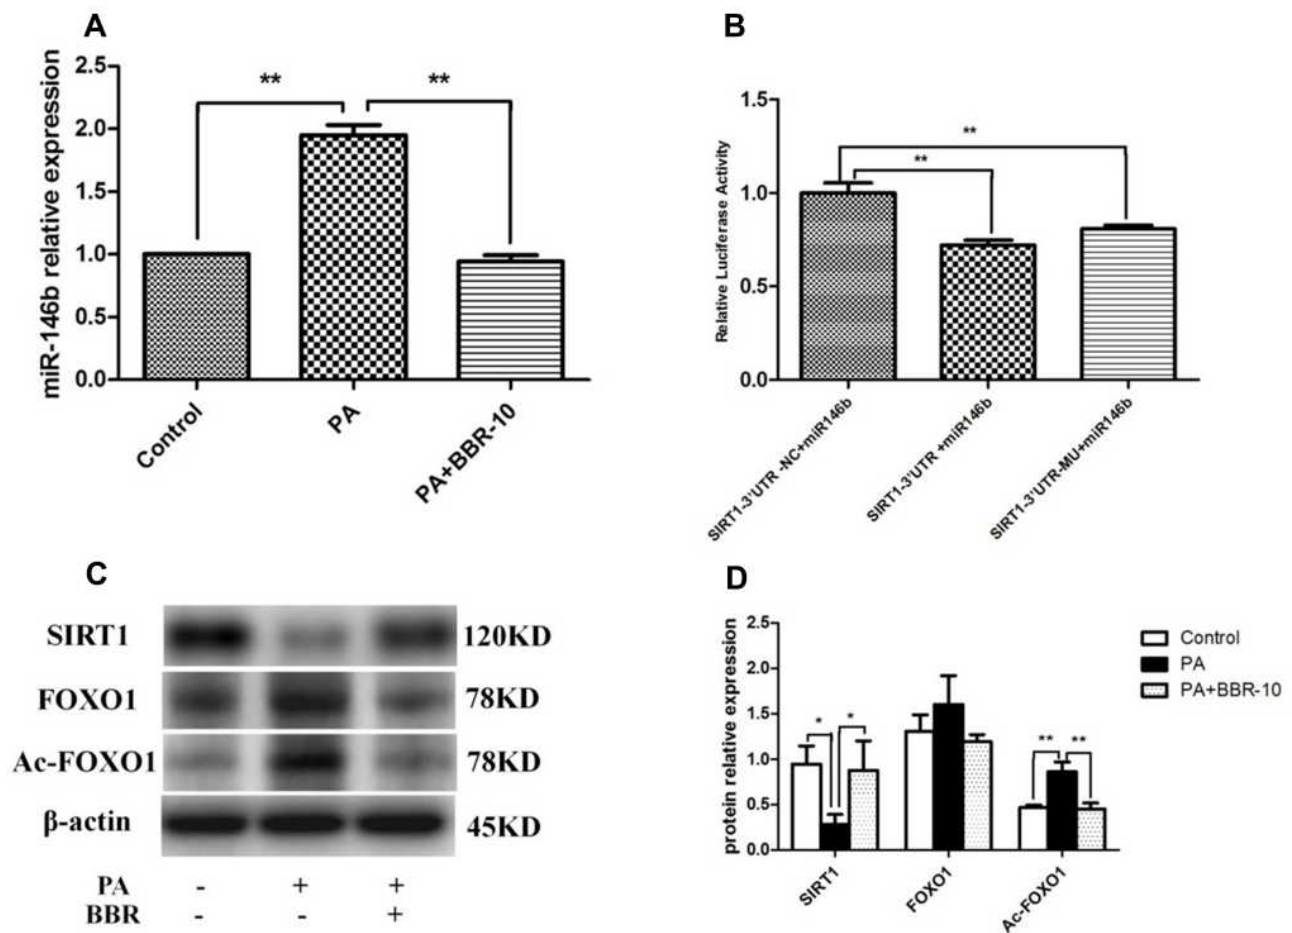 A
miR-146b relative expression
2.5
2.0
1.5
1.0
0.5
0.0
** **
Control
PA
PA+BBR-10
B
Relative Luciferase Activity
1.5
1.0
0.5
0.0
**
**
SIRT1-3'UTR -NC+miR146b
SIRT1-3'UTR +miR146b
SIRT1-3'UTR-MU+miR146b
C
SIRT1 120KD
FOXO1 78KD
Ac-FOXO1 78KD
β-actin 45KD
PA - + +
BBR - - +
D
protein relative expression
2.5
2.0
1.5
1.0
0.5
0.0
* *
** **
SIRT1
FOXO1
Ac-FOXO1
Control
PA
PA+BBR-10